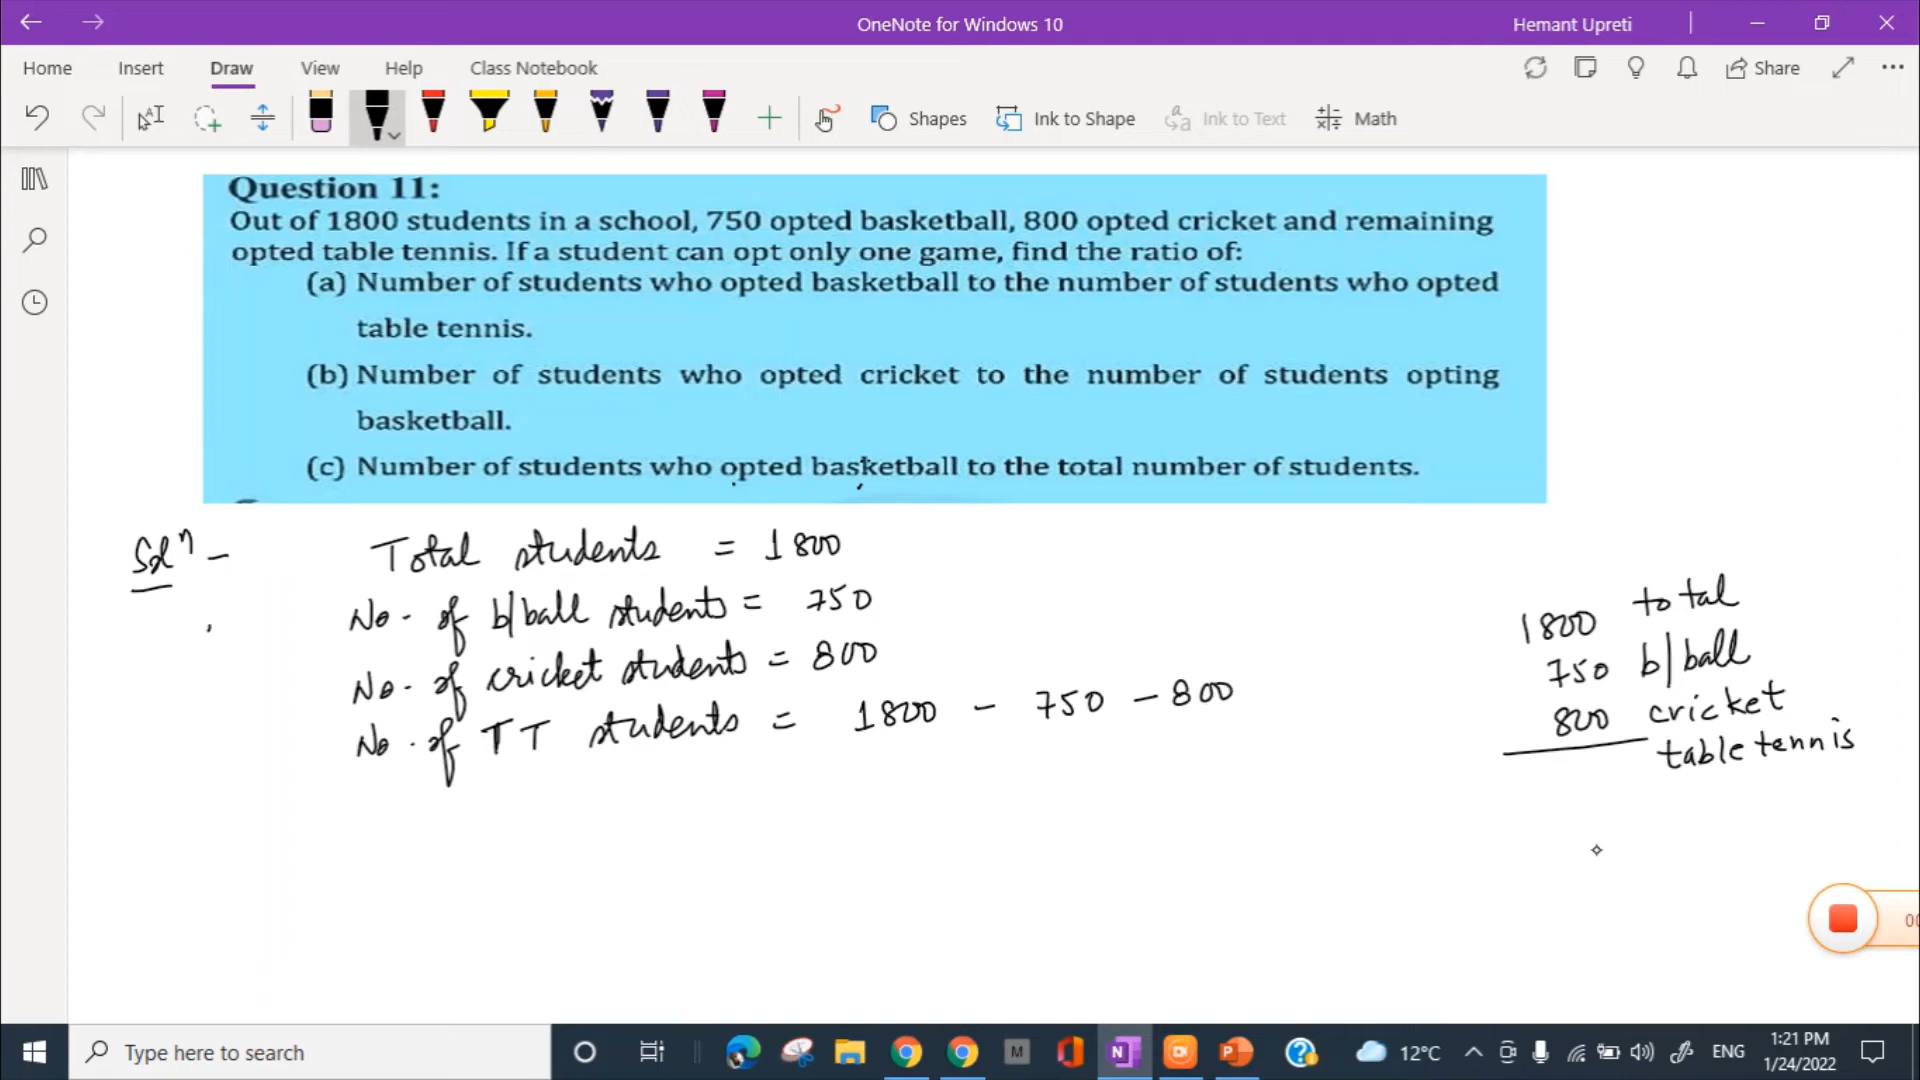 OneNote for Windows 10
Hemant Upreti
Home Insert Draw View Help Class Notebook
Share
Shapes Ink to Shape Ink to Text Math
Question 11:
Out of 1800 students in a school, 750 opted basketball, 800 opted cricket and remaining
opted table tennis. If a student can opt only one game, find the ratio of:
(a) Number of students who opted basketball to the number of students who opted
table tennis.
(b) Number of students who opted cricket to the number of students opting
basketball.
(c) Number of students who opted basketball to the total number of students.
Solⁿ -
Total students = 1800
No. of b/ball students = 750
No. of cricket students = 800
No. of TT students = 1800 - 750 - 800
1800 total
750 b/ball
800 cricket
table tennis
Type here to search
12°C
ENG
1:21 PM
1/24/2022